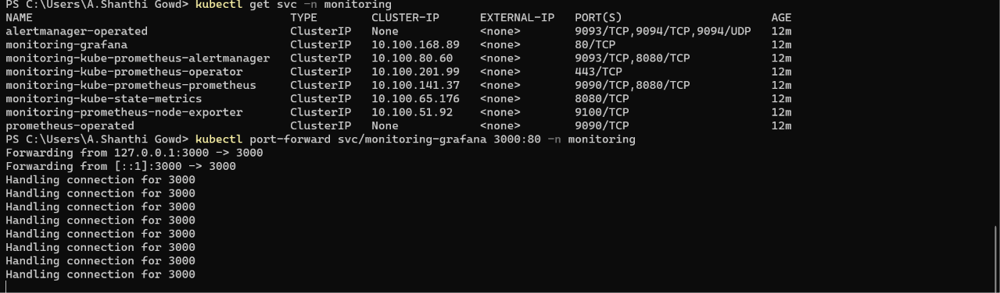 PS C:\Users\A.Shanthi Gowd> kubectl get svc -n monitoring
NAME TYPE CLUSTER-IP EXTERNAL-IP PORT(S) AGE
alertmanager-operated ClusterIP None <none> 9093/TCP,9094/TCP,9094/UDP 12m
monitoring-grafana ClusterIP 10.100.168.89 <none> 80/TCP 12m
monitoring-kube-prometheus-alertmanager ClusterIP 10.100.80.60 <none> 9093/TCP,8080/TCP 12m
monitoring-kube-prometheus-operator ClusterIP 10.100.201.99 <none> 443/TCP 12m
monitoring-kube-prometheus-prometheus ClusterIP 10.100.141.37 <none> 9090/TCP,8080/TCP 12m
monitoring-kube-state-metrics ClusterIP 10.100.65.176 <none> 8080/TCP 12m
monitoring-prometheus-node-exporter ClusterIP 10.100.51.92 <none> 9100/TCP 12m
prometheus-operated ClusterIP None <none> 9090/TCP 12m
PS C:\Users\A.Shanthi Gowd> kubectl port-forward svc/monitoring-grafana 3000:80 -n monitoring
Forwarding from 127.0.0.1:3000 -> 3000
Forwarding from [::1]:3000 -> 3000
Handling connection for 3000
Handling connection for 3000
Handling connection for 3000
Handling connection for 3000
Handling connection for 3000
Handling connection for 3000
Handling connection for 3000
Handling connection for 3000